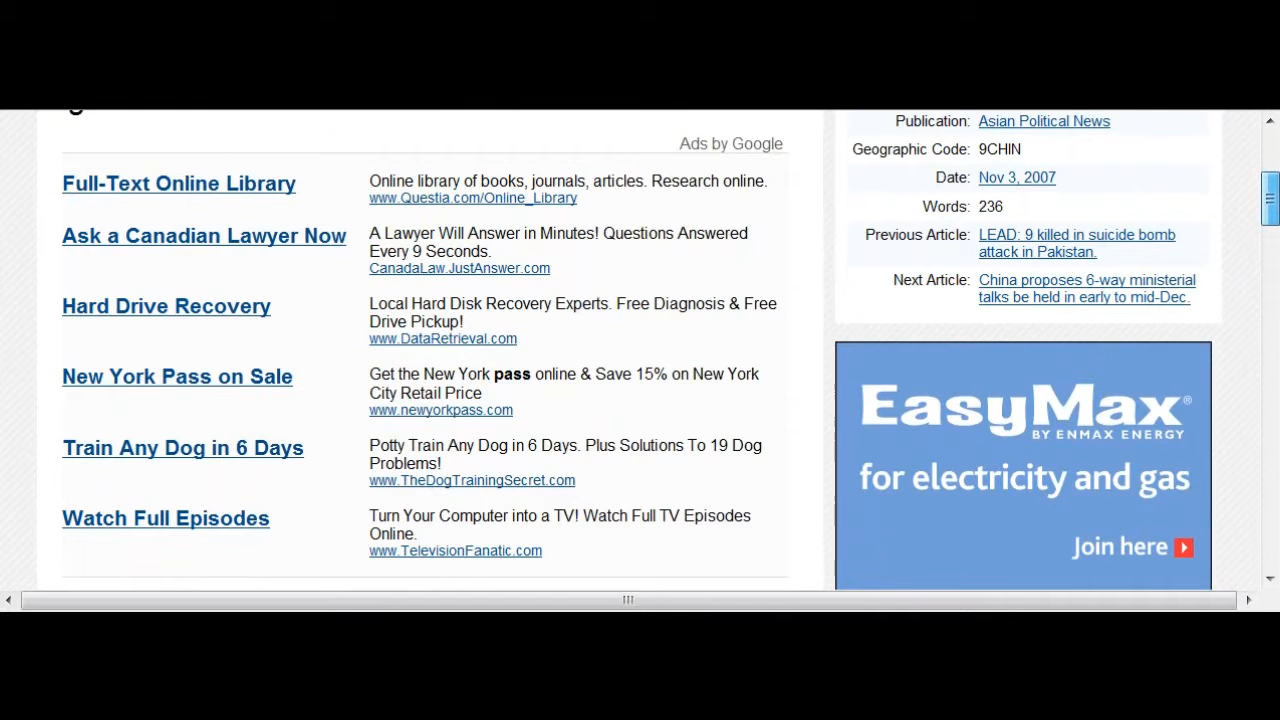 Ads by Google
Full-Text Online Library
Online library of books, journals, articles. Research online.
www.Questia.com/Online_Library
Ask a Canadian Lawyer Now
A Lawyer Will Answer in Minutes! Questions Answered
Every 9 Seconds.
CanadaLaw.JustAnswer.com
Hard Drive Recovery
Local Hard Disk Recovery Experts. Free Diagnosis & Free
Drive Pickup!
www.DataRetrieval.com
New York Pass on Sale
Get the New York pass online & Save 15% on New York
City Retail Price
www.newyorkpass.com
Train Any Dog in 6 Days
Potty Train Any Dog in 6 Days. Plus Solutions To 19 Dog
Problems!
www.TheDogTrainingSecret.com
Watch Full Episodes
Turn Your Computer into a TV! Watch Full TV Episodes
Online.
www.TelevisionFanatic.com
Publication: Asian Political News
Geographic Code: 9CHIN
Date: Nov 3, 2007
Words: 236
Previous Article: LEAD: 9 killed in suicide bomb
attack in Pakistan.
Next Article: China proposes 6-way ministerial
talks be held in early to mid-Dec.
EasyMax®
BY ENMAX ENERGY
for electricity and gas
Join here